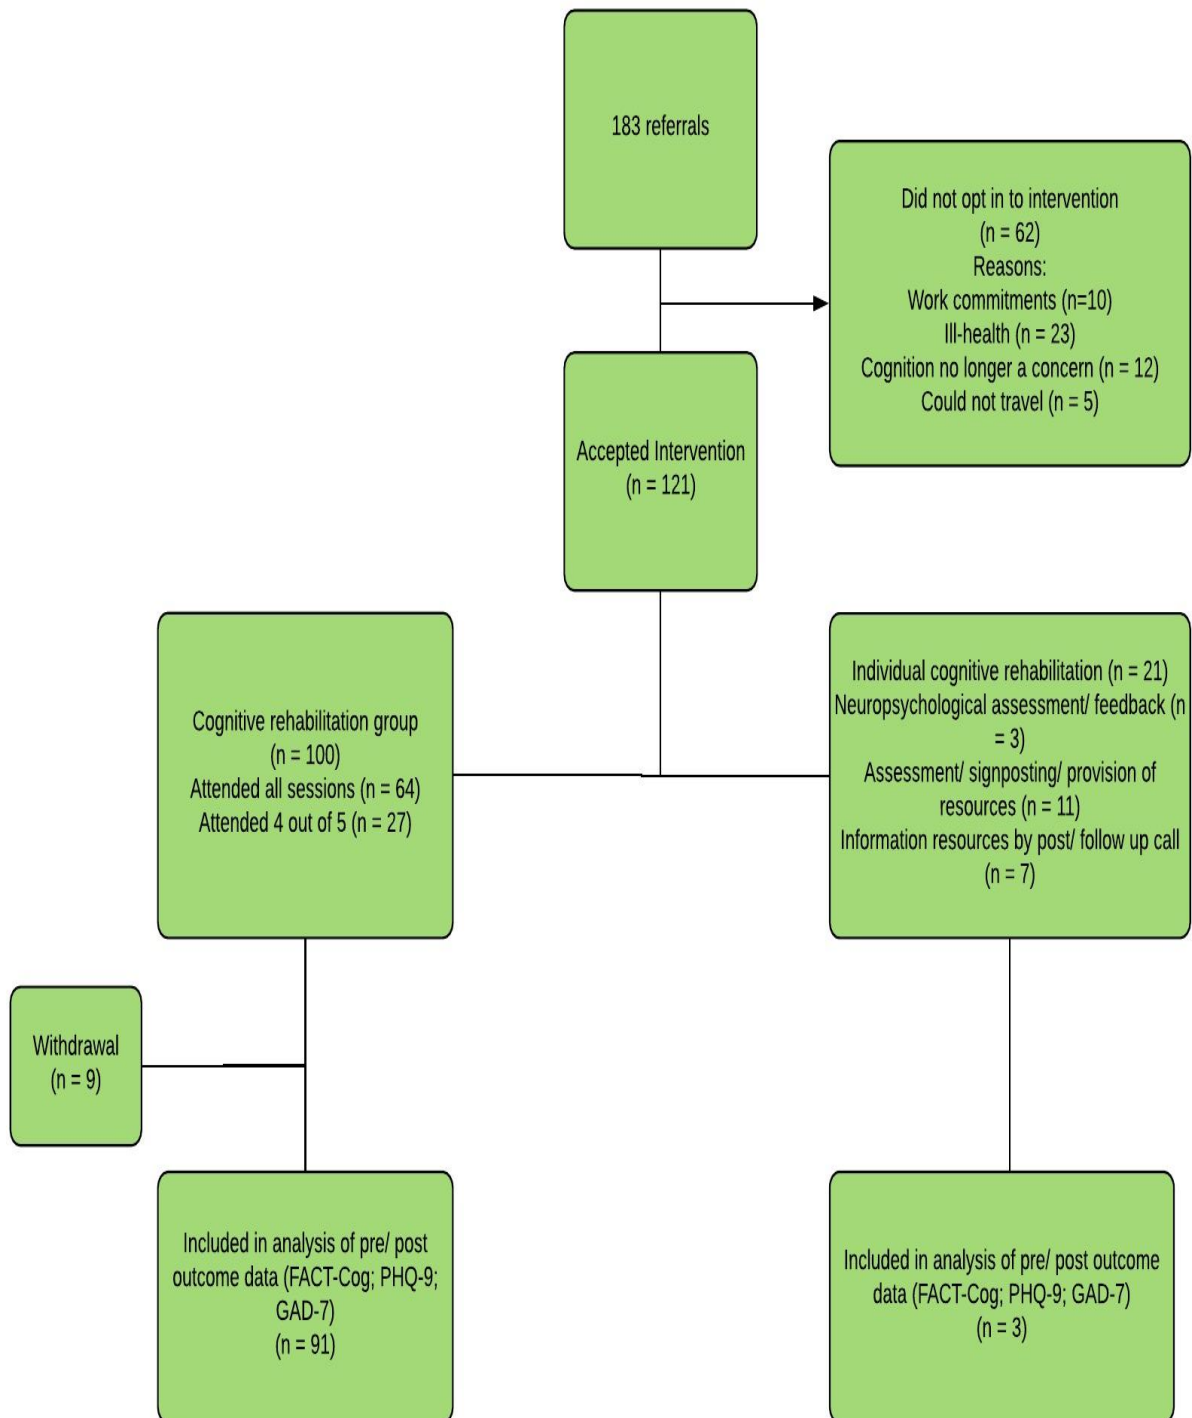 183 referrals
Did not opt in to intervention
(n = 62)
Reasons:
Work commitments (n=10)
Ill-health (n = 23)
Cognition no longer a concern (n = 12)
Could not travel (n = 5)
Accepted Intervention
(n = 121)
Cognitive rehabilitation group
(n = 100)
Attended all sessions (n = 64)
Attended 4 out of 5 (n = 27)
Individual cognitive rehabilitation (n = 21)
Neuropsychological assessment/ feedback (n
= 3)
Assessment/ signposting/ provision of
resources (n = 11)
Information resources by post/ follow up call
(n = 7)
Withdrawal
(n = 9)
Included in analysis of pre/ post
outcome data (FACT-Cog; PHQ-9;
GAD-7)
(n = 91)
Included in analysis of pre/ post outcome
data (FACT-Cog; PHQ-9; GAD-7)
(n = 3)